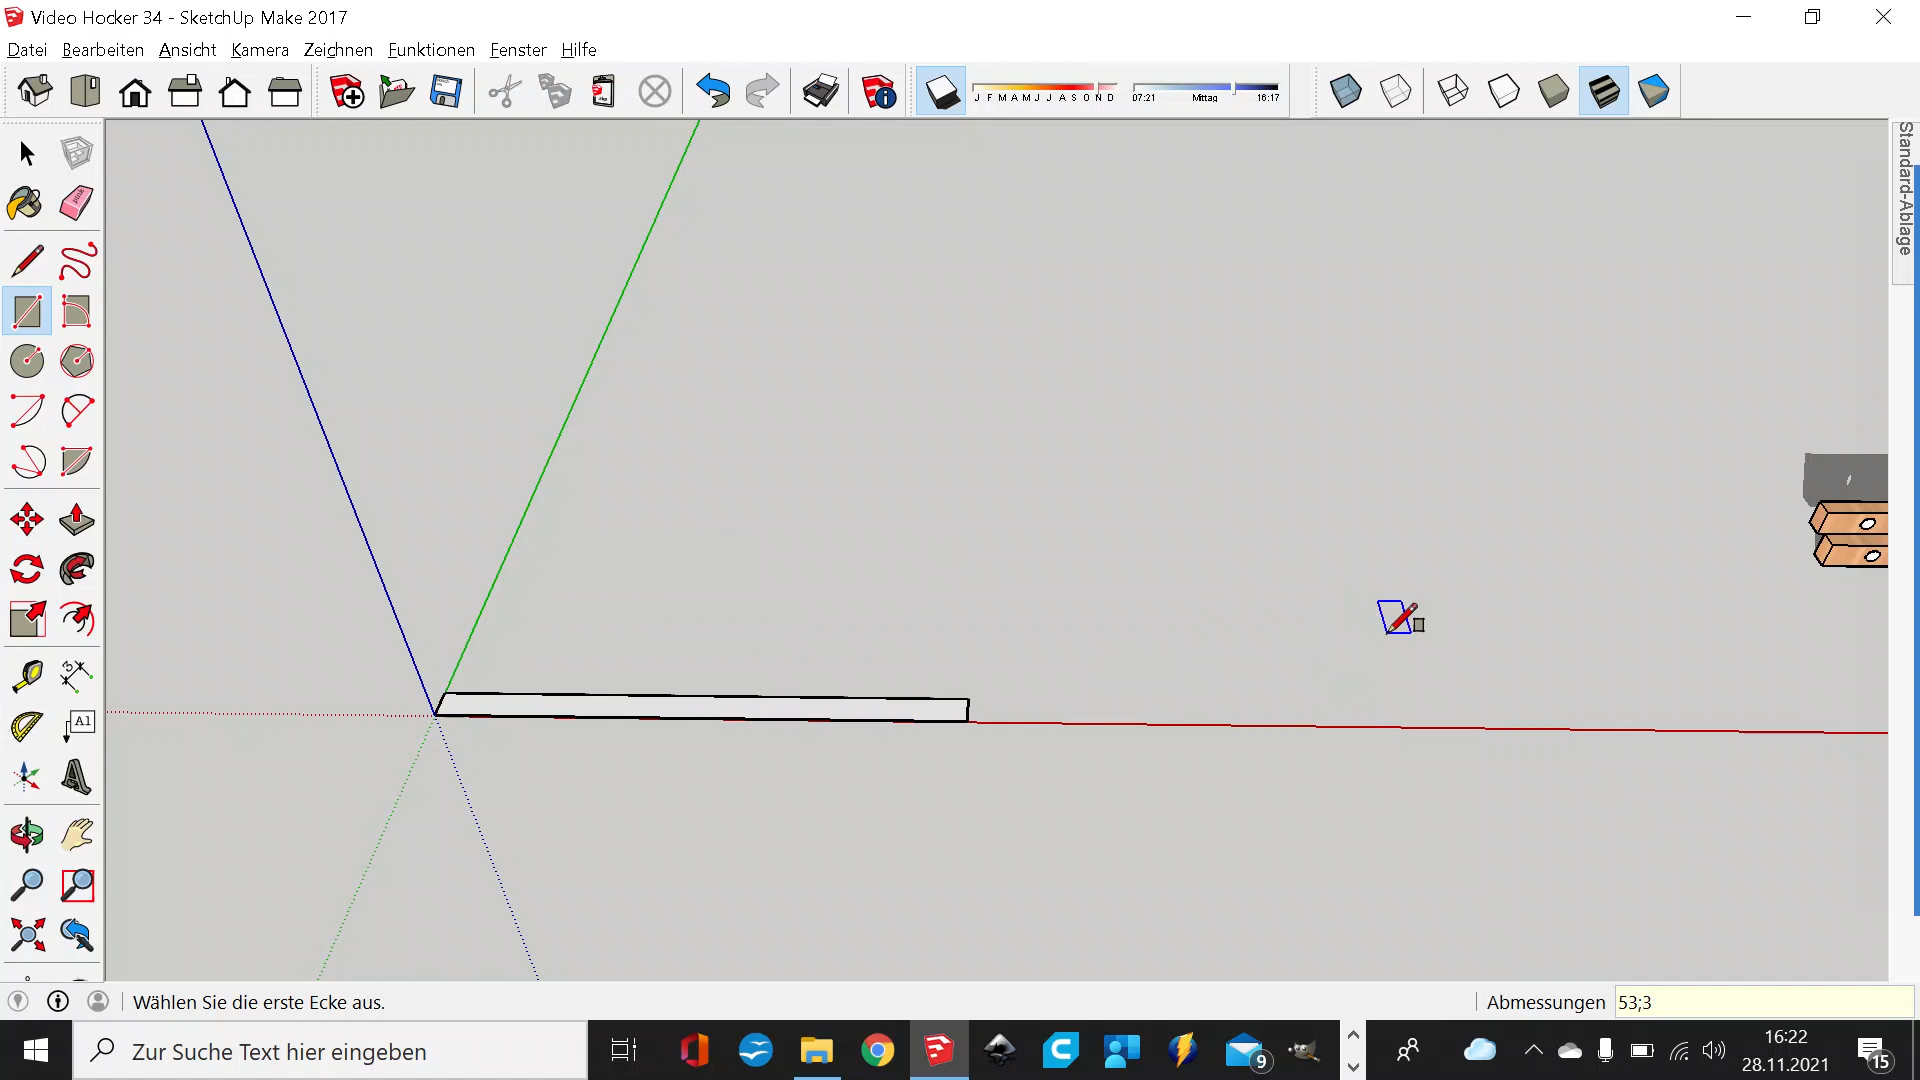 Video Hocker 34 - SketchUp Make 2017
Datei Bearbeiten Ansicht Kamera Zeichnen Funktionen Fenster Hilfe
J F M A M J J A S O N D
07:21 Mittag 16:17
Standard-Ablage
A1
Wählen Sie die erste Ecke aus.
Abmessungen 53;3
Zur Suche Text hier eingeben
9
16:22
28.11.2021
15